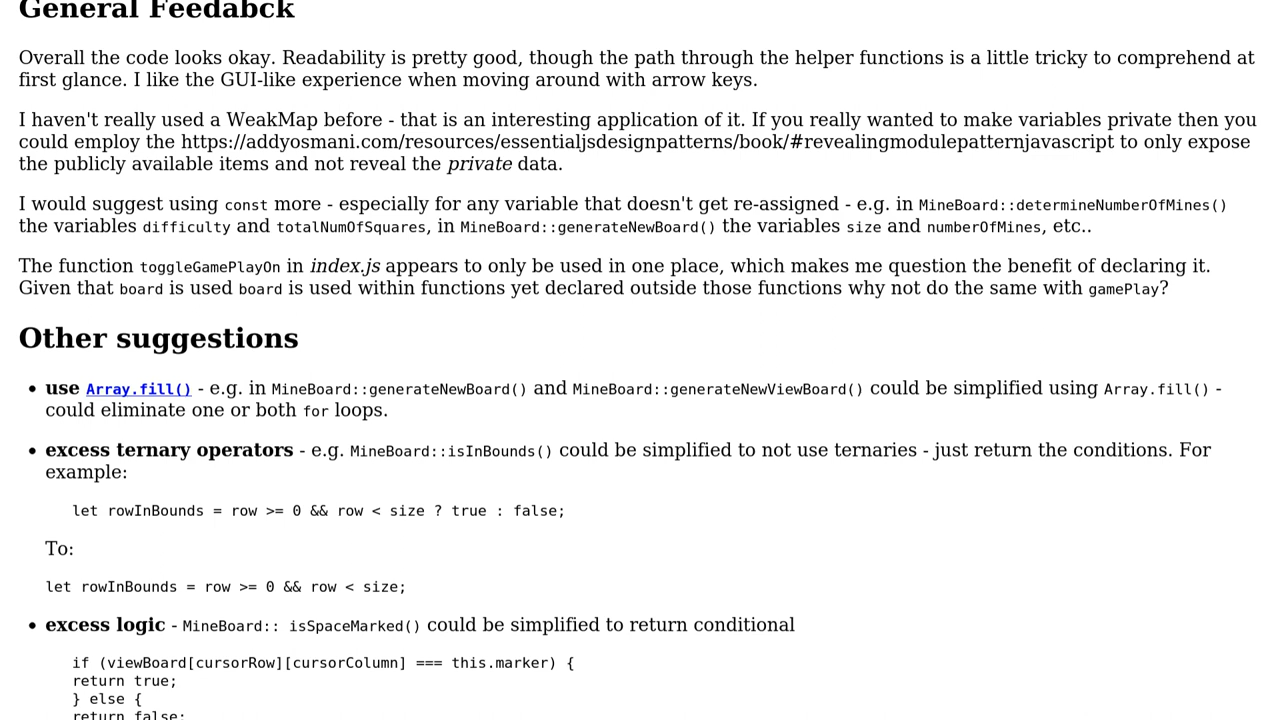 General Feedabck
Overall the code looks okay. Readability is pretty good, though the path through the helper functions is a little tricky to comprehend at
first glance. I like the GUI-like experience when moving around with arrow keys.
I haven't really used a WeakMap before - that is an interesting application of it. If you really wanted to make variables private then you
could employ the https://addyosmani.com/resources/essentialjsdesignpatterns/book/#revealingmodulepatternjavascript to only expose
the publicly available items and not reveal the private data.
I would suggest using const more - especially for any variable that doesn't get re-assigned - e.g. in MineBoard::determineNumberOfMines()
the variables difficulty and totalNumOfSquares, in MineBoard::generateNewBoard() the variables size and numberOfMines, etc..
The function toggleGamePlayOn in index.js appears to only be used in one place, which makes me question the benefit of declaring it.
Given that board is used board is used within functions yet declared outside those functions why not do the same with gamePlay?
Other suggestions
• use Array.fill() - e.g. in MineBoard::generateNewBoard() and MineBoard::generateNewViewBoard() could be simplified using Array.fill() -
could eliminate one or both for loops.
• excess ternary operators - e.g. MineBoard::isInBounds() could be simplified to not use ternaries - just return the conditions. For
example:
let rowInBounds = row >= 0 && row < size ? true : false;
To:
let rowInBounds = row >= 0 && row < size;
• excess logic - MineBoard:: isSpaceMarked() could be simplified to return conditional
if (viewBoard[cursorRow][cursorColumn] === this.marker) {
return true;
} else {
return false;